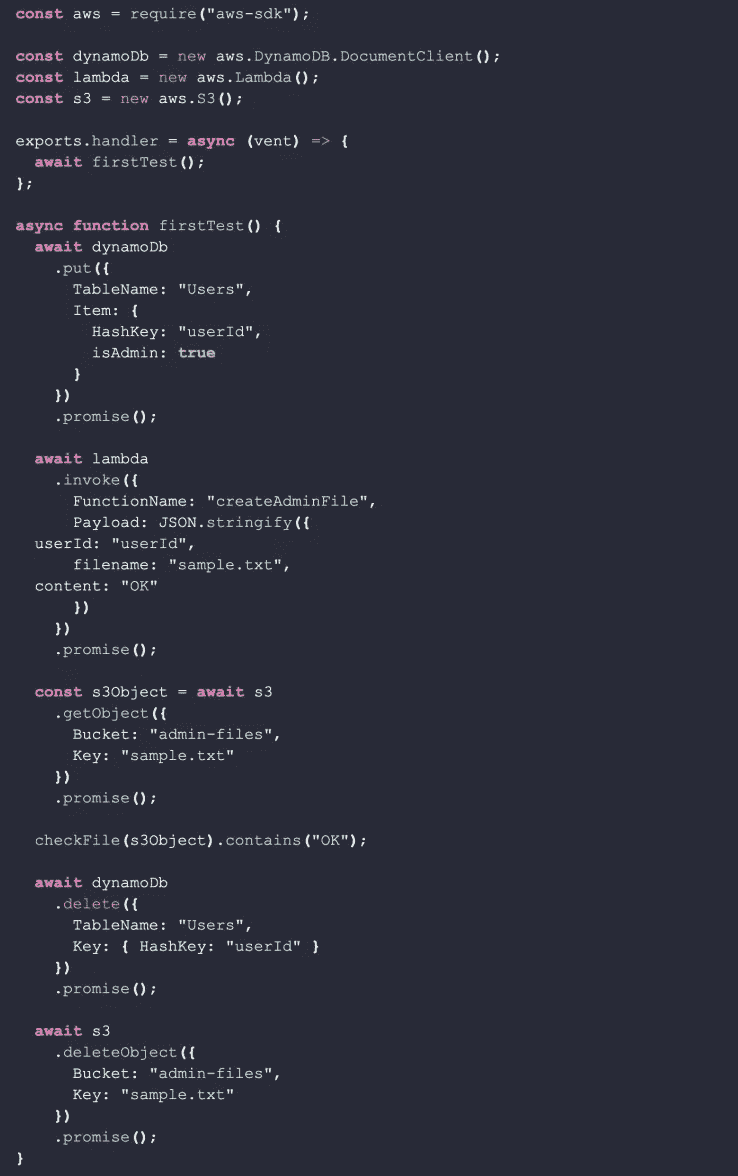 const aws = require("aws-sdk");
const dynamoDb = new aws.DynamoDB.DocumentClient();
const lambda = new aws.Lambda();
const s3 = new aws.S3();
exports.handler = async (vent) => {
  await firstTest();
};
async function firstTest() {
  await dynamoDb
    .put({
      TableName: "Users",
      Item: {
        HashKey: "userId",
        isAdmin: true
      }
    })
    .promise();
  await lambda
    .invoke({
      FunctionName: "createAdminFile",
      Payload: JSON.stringify({
  userId: "userId",
      filename: "sample.txt",
  content: "OK"
      })
    })
    .promise();
  const s3Object = await s3
    .getObject({
      Bucket: "admin-files",
      Key: "sample.txt"
    })
    .promise();
  checkFile(s3Object).contains("OK");
  await dynamoDb
    .delete({
      TableName: "Users",
      Key: { HashKey: "userId" }
    })
    .promise();
  await s3
    .deleteObject({
      Bucket: "admin-files",
      Key: "sample.txt"
    })
    .promise();
}